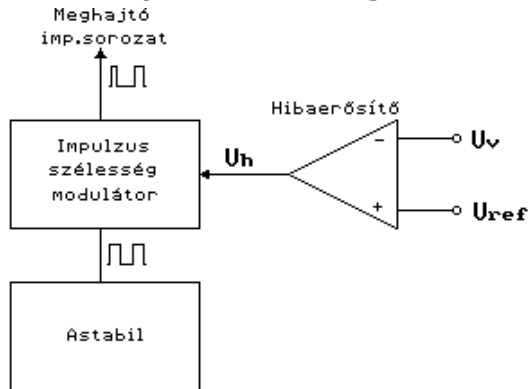 Meghajtó
imp.sorozat
Hibaerősítő
Impulzus
szélesség
modulátor
Uh
-
Uv
+
Uref
Astabil